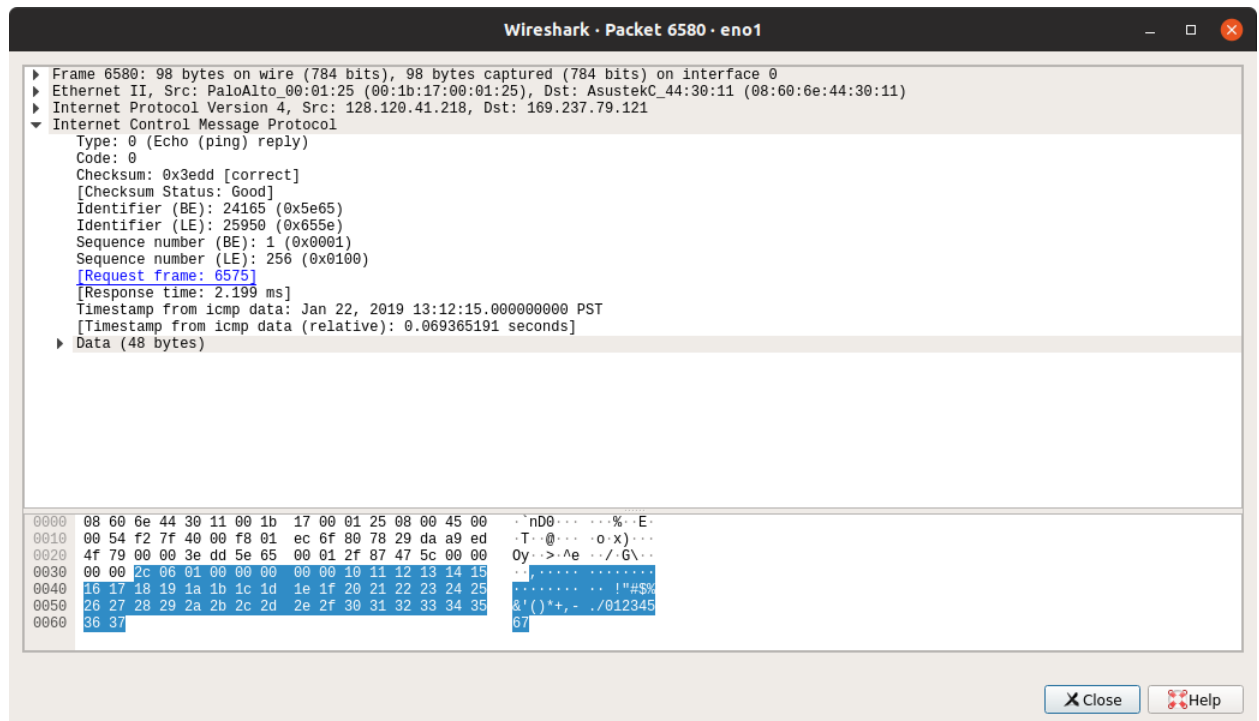 Wireshark · Packet 6580 · eno1
Frame 6580: 98 bytes on wire (784 bits), 98 bytes captured (784 bits) on interface 0
Ethernet II, Src: PaloAlto_00:01:25 (00:1b:17:00:01:25), Dst: AsustekC_44:30:11 (08:60:6e:44:30:11)
Internet Protocol Version 4, Src: 128.120.41.218, Dst: 169.237.79.121
Internet Control Message Protocol
Type: 0 (Echo (ping) reply)
Code: 0
Checksum: 0x3edd [correct]
[Checksum Status: Good]
Identifier (BE): 24165 (0x5e65)
Identifier (LE): 25950 (0x655e)
Sequence number (BE): 1 (0x0001)
Sequence number (LE): 256 (0x0100)
[Request frame: 6575]
[Response time: 2.199 ms]
Timestamp from icmp data: Jan 22, 2019 13:12:15.000000000 PST
[Timestamp from icmp data (relative): 0.069365191 seconds]
Data (48 bytes)
0000 08 60 6e 44 30 11 00 1b 17 00 01 25 08 00 45 00 ·`nD0··· ···%··E·
0010 00 54 f2 7f 40 00 f8 01 ec 6f 80 78 29 da a9 ed ·T··@··· ·o·x)···
0020 4f 79 00 00 3e dd 5e 65 00 01 2f 87 47 5c 00 00 Oy··>·^e ··/·G\··
0030 00 00 2c 06 01 00 00 00 00 00 10 11 12 13 14 15 ··,····· ········
0040 16 17 18 19 1a 1b 1c 1d 1e 1f 20 21 22 23 24 25 ········ ·· !"#$%
0050 26 27 28 29 2a 2b 2c 2d 2e 2f 30 31 32 33 34 35 &'()*+,- ./012345
0060 36 37 67
Close Help